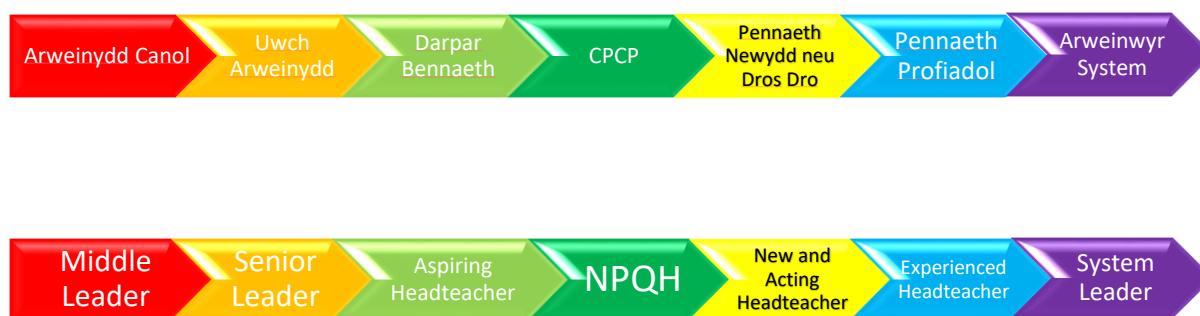 Arweinydd Canol
Uwch
Arweinydd
Darpar
Bennaeth
CPCP
Pennaeth
Newydd neu
Dros Dro
Pennaeth
Profiadol
Arweinwyr
System
Middle
Leader
Senior
Leader
Aspiring
Headteacher
NPQH
New and
Acting
Headteacher
Experienced
Headteacher
System
Leader